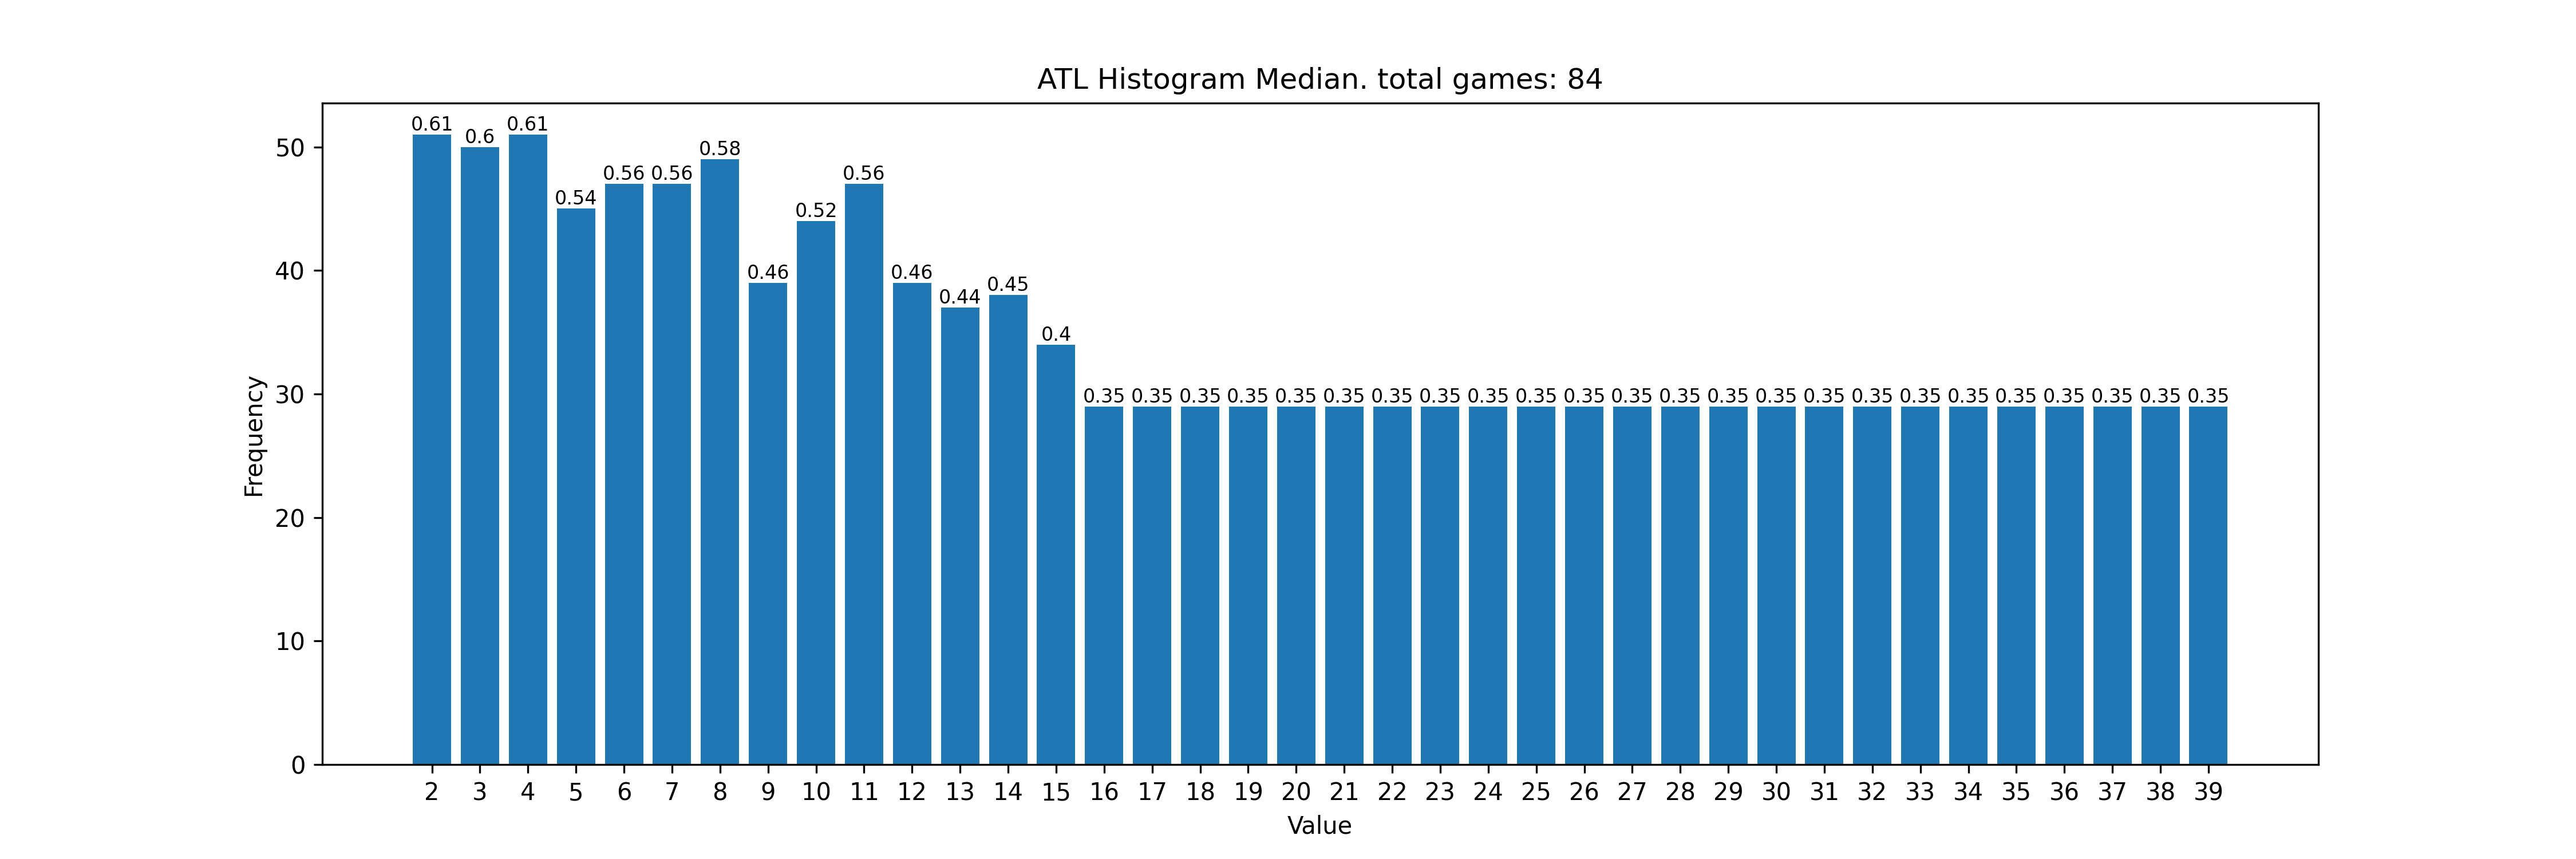 ATL Histogram Median. total games: 84
0.61 0.6 0.61 0.54 0.56 0.56 0.58 0.46 0.52 0.56 0.46 0.44 0.45 0.4 0.35 0.35 0.35 0.35 0.35 0.35 0.35 0.35 0.35 0.35 0.35 0.35 0.35 0.35 0.35 0.35 0.35 0.35 0.35 0.35 0.35 0.35 0.35 0.35
50
40
30
20
10
0
Frequency
2 3 4 5 6 7 8 9 10 11 12 13 14 15 16 17 18 19 20 21 22 23 24 25 26 27 28 29 30 31 32 33 34 35 36 37 38 39
Value